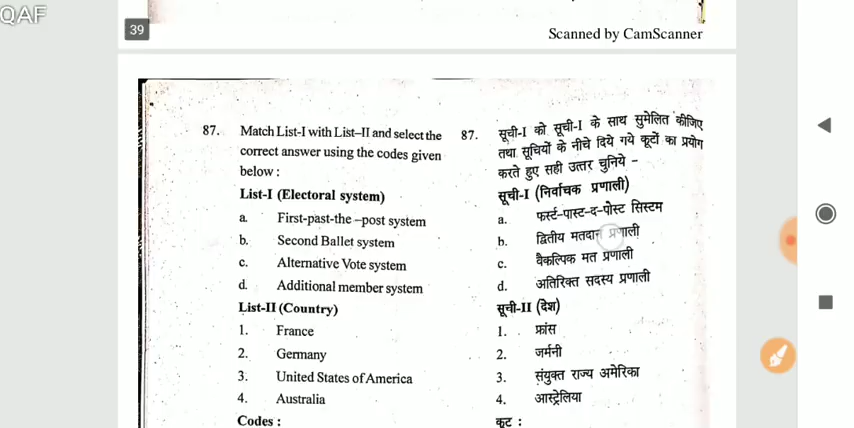 QAF
39
Scanned by CamScanner
87. Match List-I with List–II and select the
correct answer using the codes given
below :
List-I (Electoral system)
a. First-past-the –post system
b. Second Ballet system
c. Alternative Vote system
d. Additional member system
List-II (Country)
1. France
2. Germany
3. United States of America
4. Australia
Codes :
87. सूची-I को सूची-I के साथ सुमेलित कीजिए
तथा सूचियों के नीचे दिये गये कूटों का प्रयोग
करते हुए सही उत्तर चुनिये -
सूची-I (निर्वाचक प्रणाली)
a. फर्स्ट-पास्ट-द-पोस्ट सिस्टम
b. द्वितीय मतदान प्रणाली
c. वैकल्पिक मत प्रणाली
d. अतिरिक्त सदस्य प्रणाली
सूची-II (देश)
1. फ्रांस
2. जर्मनी
3. संयुक्त राज्य अमेरिका
4. आस्ट्रेलिया
कूट :